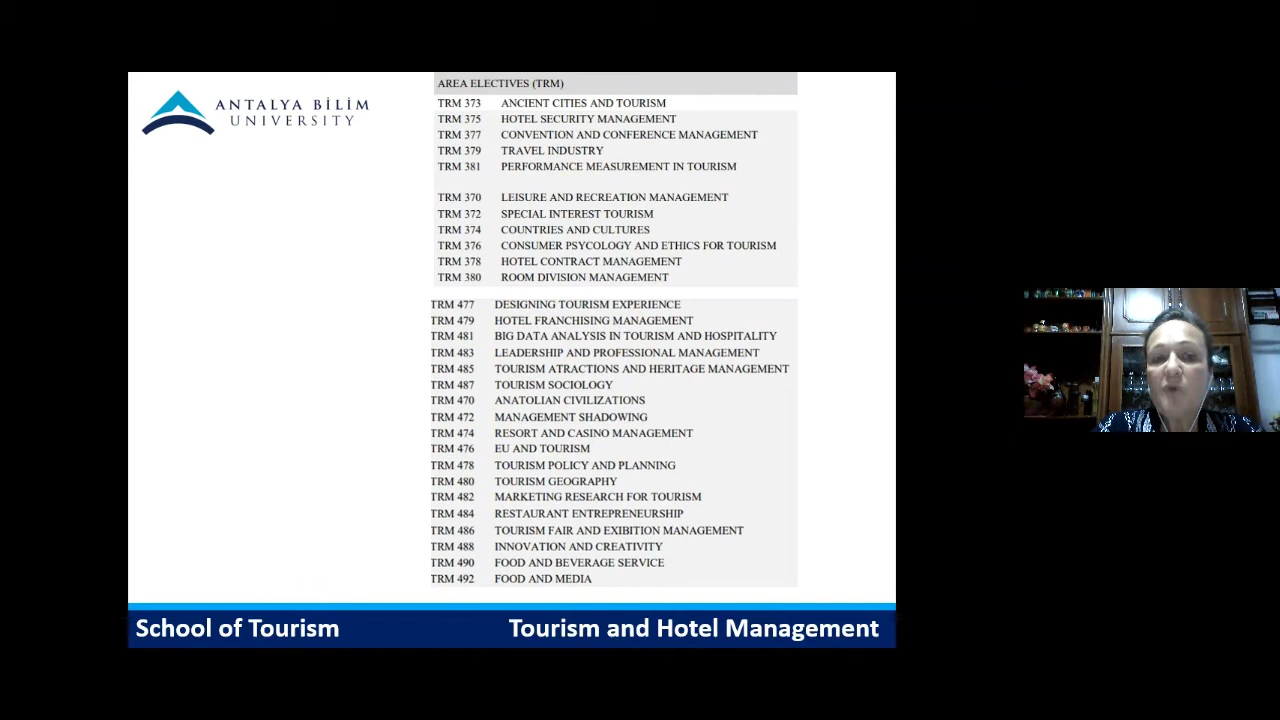 ANTALYA BİLİM
UNIVERSITY
AREA ELECTIVES (TRM)
TRM 373 ANCIENT CITIES AND TOURISM
TRM 375 HOTEL SECURITY MANAGEMENT
TRM 377 CONVENTION AND CONFERENCE MANAGEMENT
TRM 379 TRAVEL INDUSTRY
TRM 381 PERFORMANCE MEASUREMENT IN TOURISM
TRM 370 LEISURE AND RECREATION MANAGEMENT
TRM 372 SPECIAL INTEREST TOURISM
TRM 374 COUNTRIES AND CULTURES
TRM 376 CONSUMER PSYCOLOGY AND ETHICS FOR TOURISM
TRM 378 HOTEL CONTRACT MANAGEMENT
TRM 380 ROOM DIVISION MANAGEMENT
TRM 477 DESIGNING TOURISM EXPERIENCE
TRM 479 HOTEL FRANCHISING MANAGEMENT
TRM 481 BIG DATA ANALYSIS IN TOURISM AND HOSPITALITY
TRM 483 LEADERSHIP AND PROFESSIONAL MANAGEMENT
TRM 485 TOURISM ATRACTIONS AND HERITAGE MANAGEMENT
TRM 487 TOURISM SOCIOLOGY
TRM 470 ANATOLIAN CIVILIZATIONS
TRM 472 MANAGEMENT SHADOWING
TRM 474 RESORT AND CASINO MANAGEMENT
TRM 476 EU AND TOURISM
TRM 478 TOURISM POLICY AND PLANNING
TRM 480 TOURISM GEOGRAPHY
TRM 482 MARKETING RESEARCH FOR TOURISM
TRM 484 RESTAURANT ENTREPRENEURSHIP
TRM 486 TOURISM FAIR AND EXIBITION MANAGEMENT
TRM 488 INNOVATION AND CREATIVITY
TRM 490 FOOD AND BEVERAGE SERVICE
TRM 492 FOOD AND MEDIA
School of Tourism Tourism and Hotel Management